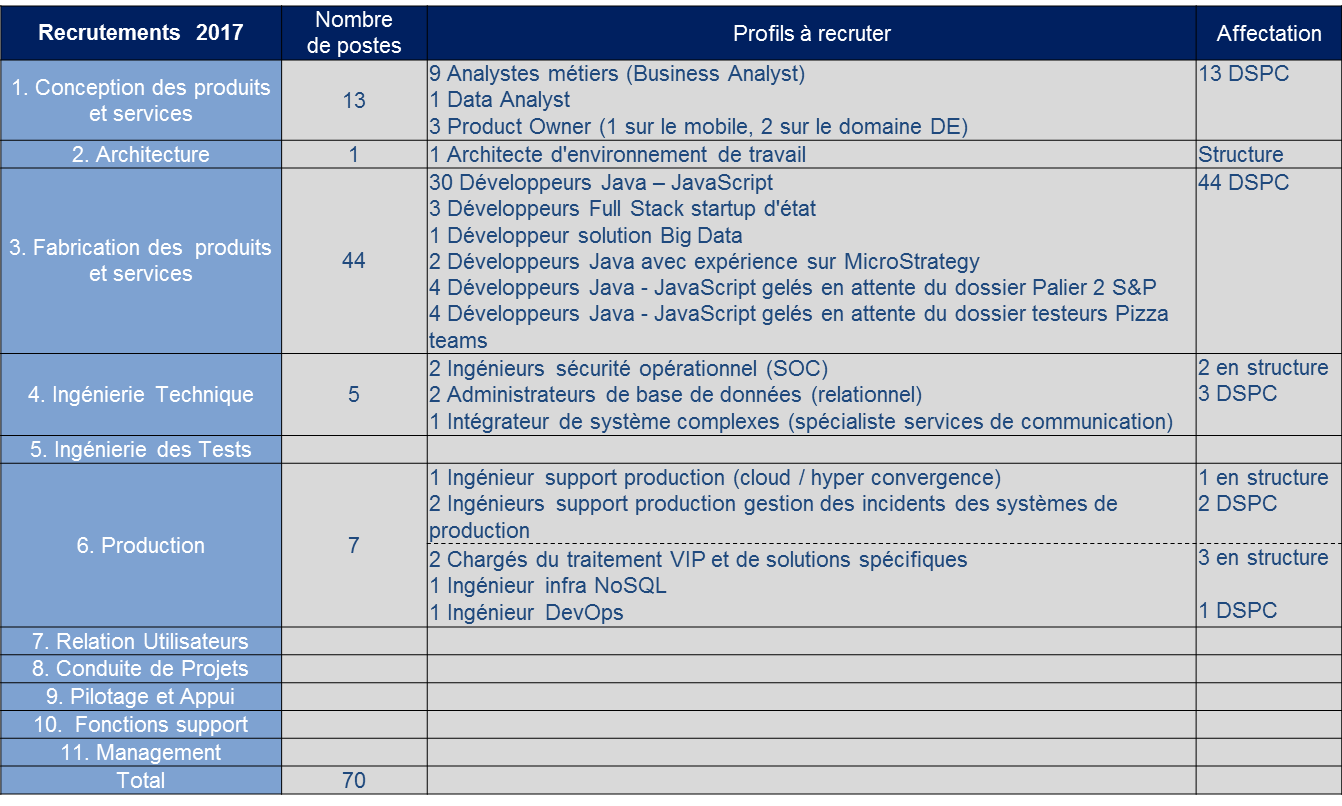 Recrutements 2017
Nombre
de postes
Profils à recruter
Affectation
1. Conception des produits
et services
13
9 Analystes métiers (Business Analyst)
1 Data Analyst
3 Product Owner (1 sur le mobile, 2 sur le domaine DE)
13 DSPC
2. Architecture
1
1 Architecte d'environnement de travail
Structure
3. Fabrication des produits
et services
44
30 Développeurs Java – JavaScript
3 Développeurs Full Stack startup d'état
1 Développeur solution Big Data
2 Développeurs Java avec expérience sur MicroStrategy
4 Développeurs Java - JavaScript gelés en attente du dossier Palier 2 S&P
4 Développeurs Java - JavaScript gelés en attente du dossier testeurs Pizza
teams
44 DSPC
4. Ingénierie Technique
5
2 Ingénieurs sécurité opérationnel (SOC)
2 Administrateurs de base de données (relationnel)
1 Intégrateur de système complexes (spécialiste services de communication)
2 en structure
3 DSPC
5. Ingénierie des Tests
6. Production
7
1 Ingénieur support production (cloud / hyper convergence)
2 Ingénieurs support production gestion des incidents des systèmes de
production
1 en structure
2 DSPC
2 Chargés du traitement VIP et de solutions spécifiques
1 Ingénieur infra NoSQL
1 Ingénieur DevOps
3 en structure
1 DSPC
7. Relation Utilisateurs
8. Conduite de Projets
9. Pilotage et Appui
10. Fonctions support
11. Management
Total
70